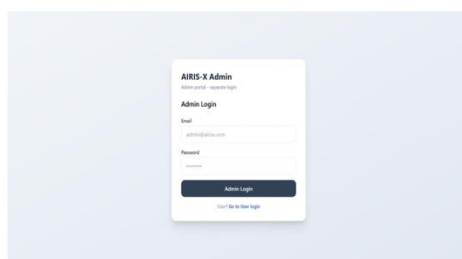 AIRIS-X Admin
Admin portal - separate login
Admin Login
Email
admin@airisx.com
Password
••••••••
Admin Login
User? Go to User login